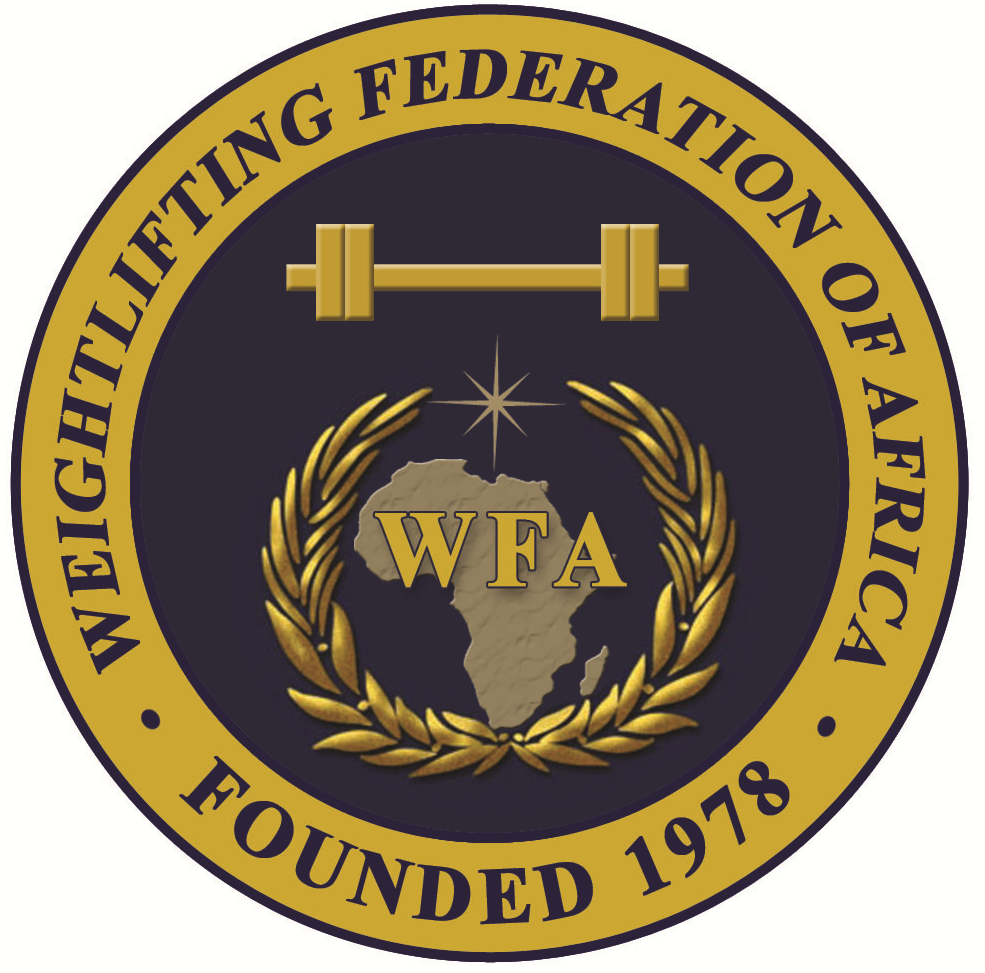 WEIGHTLIFTING FEDERATION OF AFRICA
WFA
• FOUNDED 1978 •